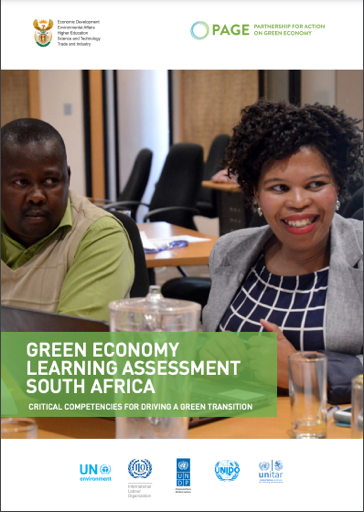 Economic Development
Environmental Affairs
Higher Education
Science and Technology
Trade and Industry
PAGE PARTNERSHIP FOR ACTION
ON GREEN ECONOMY
GREEN ECONOMY
LEARNING ASSESSMENT
SOUTH AFRICA
CRITICAL COMPETENCIES FOR DRIVING A GREEN TRANSITION
UN
environment
International
Labour
Organization
U N
D P
UNIDO
unitar